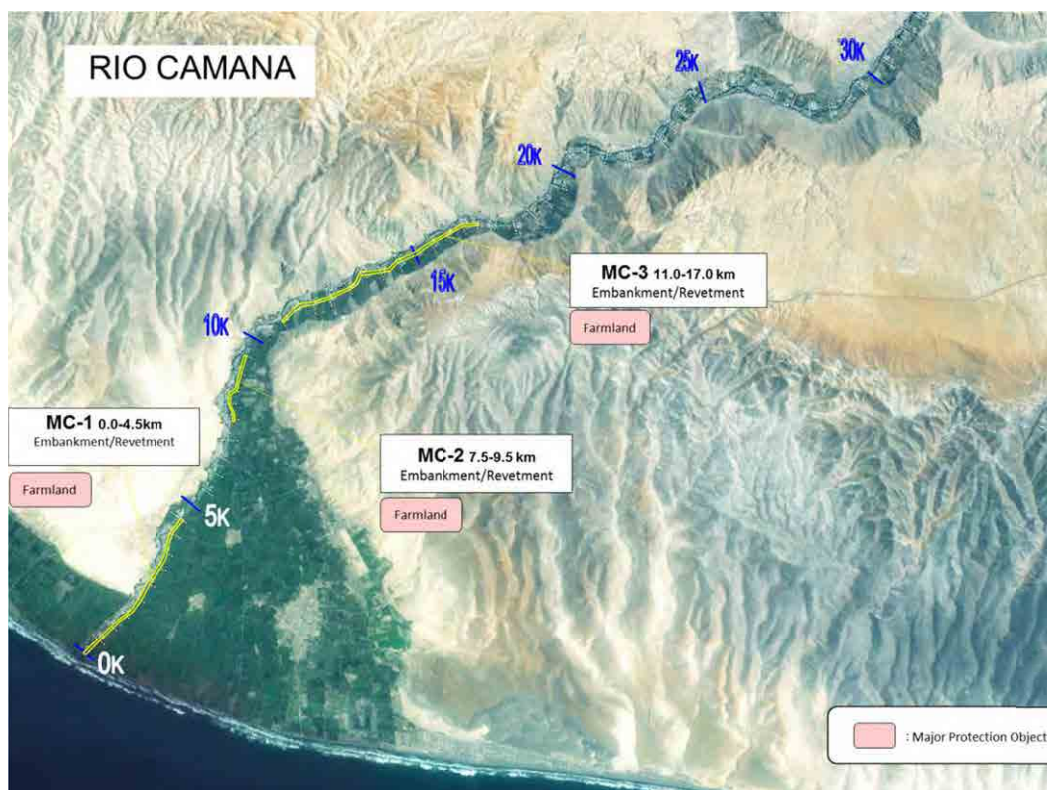 RIO CAMANA
30K
25K
20K
MC-3 11.0-17.0 km
Embankment/Revetment
Farmland
15K
10K
MC-1 0.0-4.5km
Embankment/Revetment
Farmland
MC-2 7.5-9.5 km
Embankment/Revetment
Farmland
5K
0K
: Major Protection Object